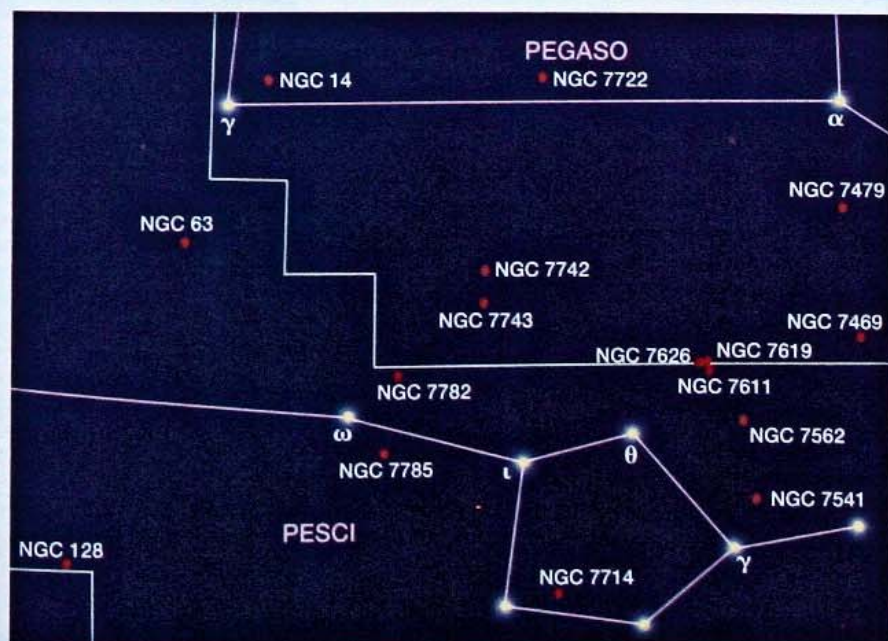 PEGASO
NGC 14
NGC 7722
γ
α
NGC 7479
NGC 63
NGC 7742
NGC 7743
NGC 7469
NGC 7626
NGC 7619
NGC 7611
NGC 7782
ω
NGC 7785
ι
θ
NGC 7562
NGC 7541
PESCI
NGC 128
γ
NGC 7714